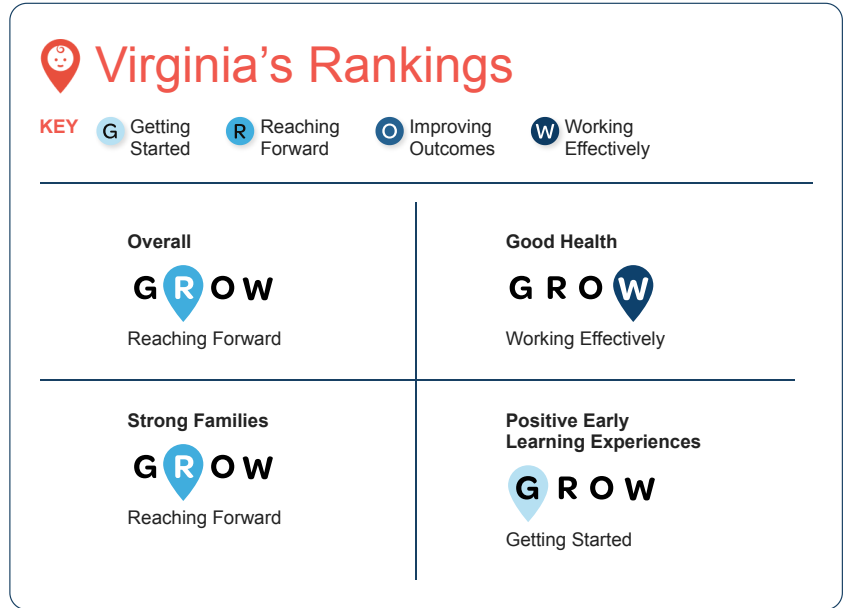 Virginia's Rankings
KEY
G Getting Started
R Reaching Forward
O Improving Outcomes
W Working Effectively
Overall
GROW
Reaching Forward
Good Health
GROW
Working Effectively
Strong Families
GROW
Reaching Forward
Positive Early
Learning Experiences
GROW
Getting Started